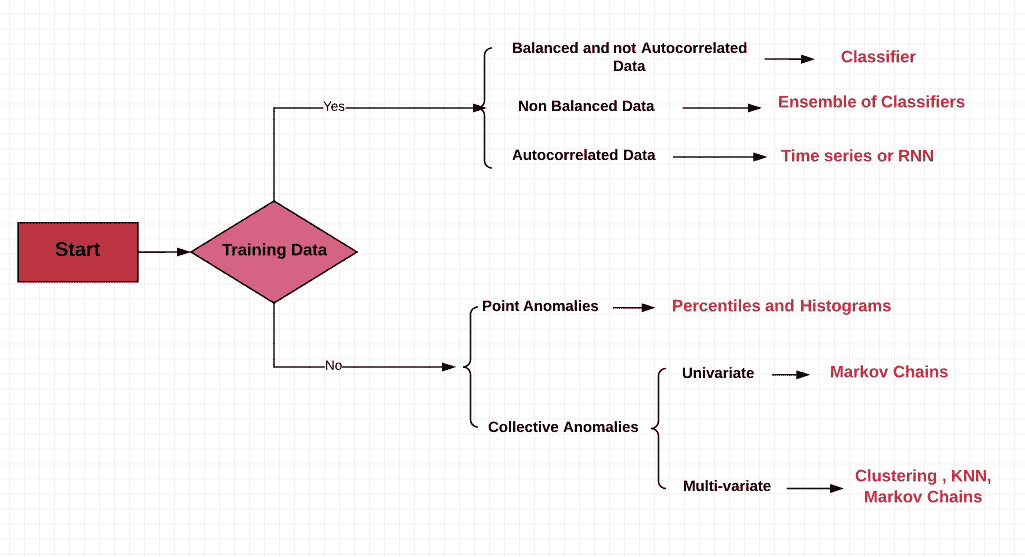 Balanced and not Autocorrelated
Data
Classifier
Yes
Non Balanced Data
Ensemble of Classifiers
Autocorrelated Data
Time series or RNN
Start
Training Data
Point Anomalies
Percentiles and Histograms
No
Univariate
Markov Chains
Collective Anomalies
Multi-variate
Clustering , KNN,
Markov Chains